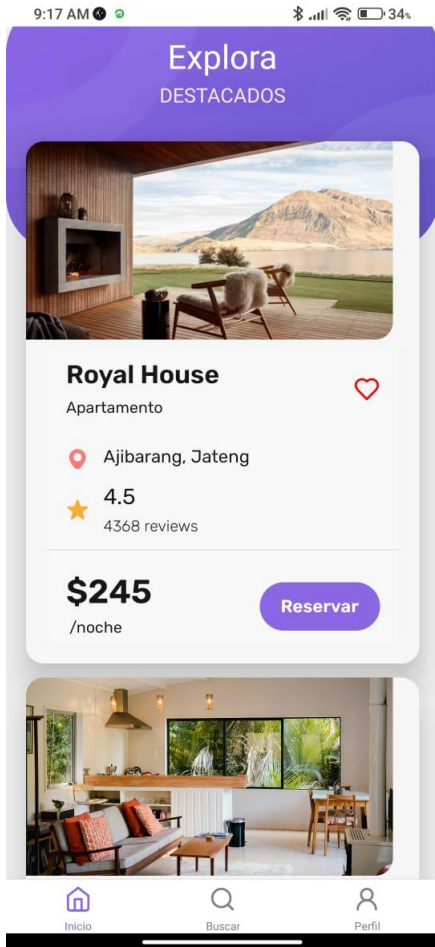 9:17 AM
34%
Explora
DESTACADOS
Royal House
Apartamento
Ajibarang, Jateng
4.5
4368 reviews
$245
/noche
Reservar
Inicio
Buscar
Perfil